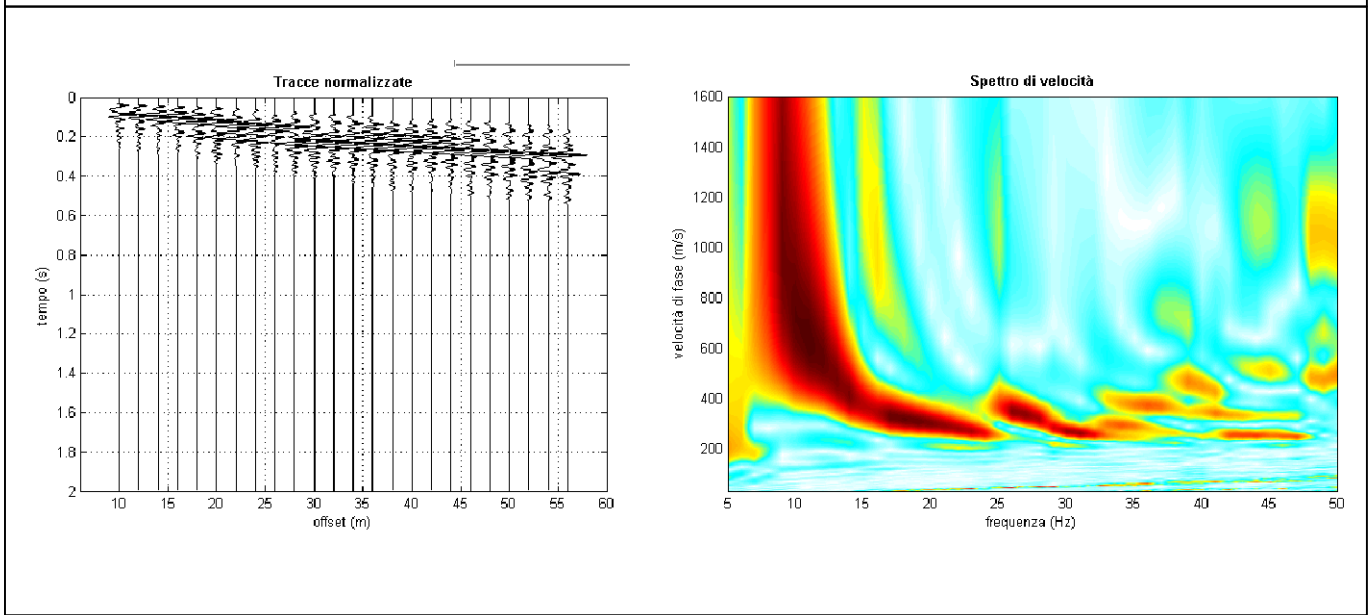 Tracce normalizzate
0
0.2
0.4
0.6
0.8
1
1.2
1.4
1.6
1.8
2
tempo (s)
10 15 20 25 30 35 40 45 50 55 60
offset (m)
Spettro di velocità
1600
1400
1200
1000
800
600
400
200
velocità di fase (m/s)
5 10 15 20 25 30 35 40 45 50
frequenza (Hz)